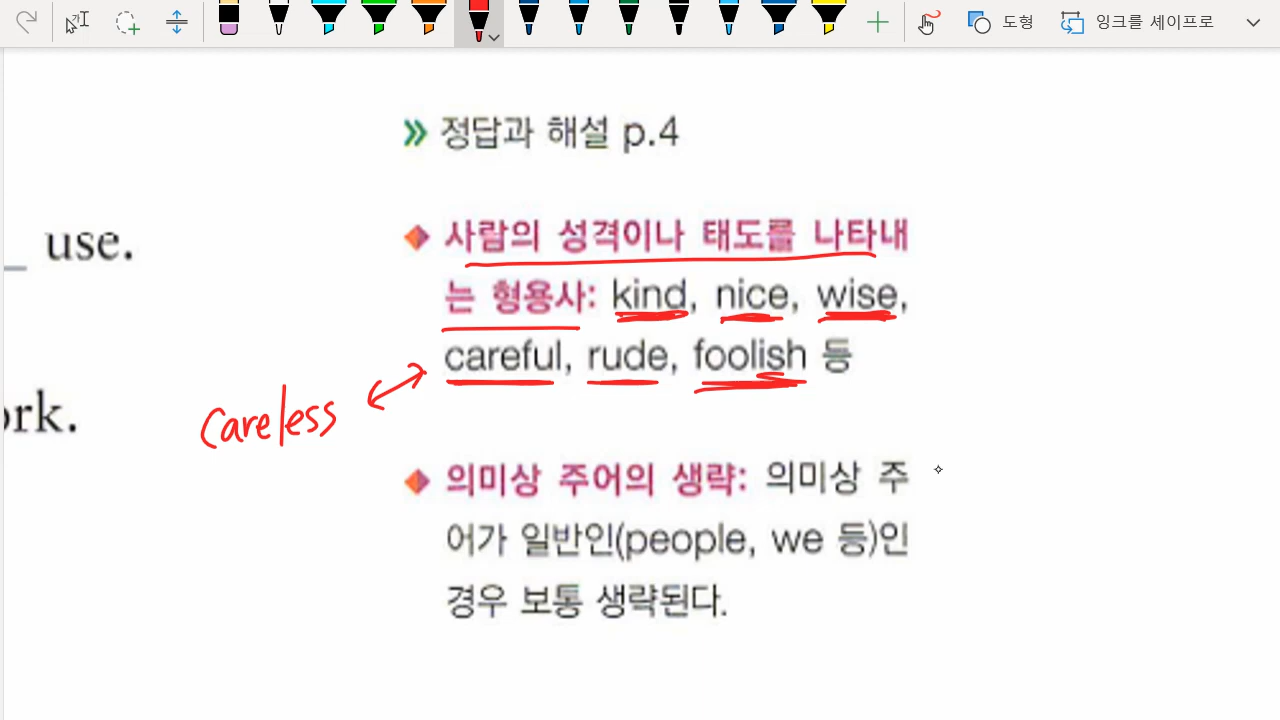 도형
잉크를 셰이프로
정답과 해설 p.4
use.
사람의 성격이나 태도를 나타내
는 형용사: kind, nice, wise,
careful, rude, foolish 등
careless
ork.
의미상 주어의 생략: 의미상 주
어가 일반인(people, we 등)인
경우 보통 생략된다.